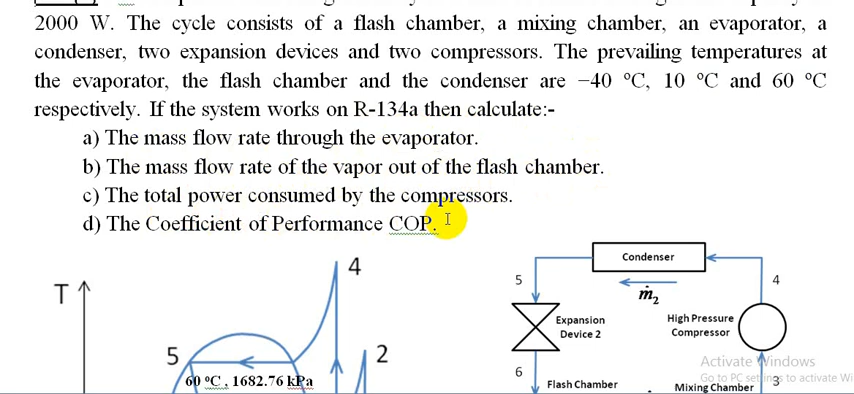 2000 W. The cycle consists of a flash chamber, a mixing chamber, an evaporator, a
condenser, two expansion devices and two compressors. The prevailing temperatures at
the evaporator, the flash chamber and the condenser are −40 ºC, 10 ºC and 60 ºC
respectively. If the system works on R-134a then calculate:-
a) The mass flow rate through the evaporator.
b) The mass flow rate of the vapor out of the flash chamber.
c) The total power consumed by the compressors.
d) The Coefficient of Performance COP.
T
4
5
2
60 ºC , 1682.76 kPa
Condenser
5
4
ṁ2
Expansion
Device 2
High Pressure
Compressor
6
Flash Chamber
3
Mixing Chamber
Activate Windows
Go to PC settings to activate Wi